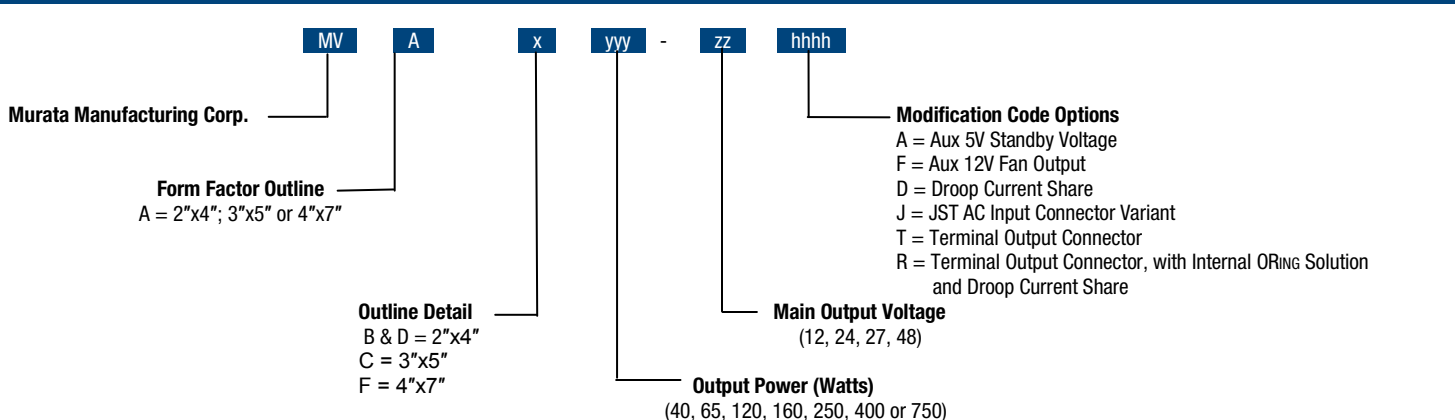 MV A x yyy - zz hhhh
Murata Manufacturing Corp.
Modification Code Options
A = Aux 5V Standby Voltage
F = Aux 12V Fan Output
D = Droop Current Share
J = JST AC Input Connector Variant
T = Terminal Output Connector
R = Terminal Output Connector, with Internal ORING Solution
and Droop Current Share
Form Factor Outline
A = 2"x4"; 3"x5" or 4"x7"
Outline Detail
B & D = 2"x4"
C = 3"x5"
F = 4"x7"
Main Output Voltage
(12, 24, 27, 48)
Output Power (Watts)
(40, 65, 120, 160, 250, 400 or 750)